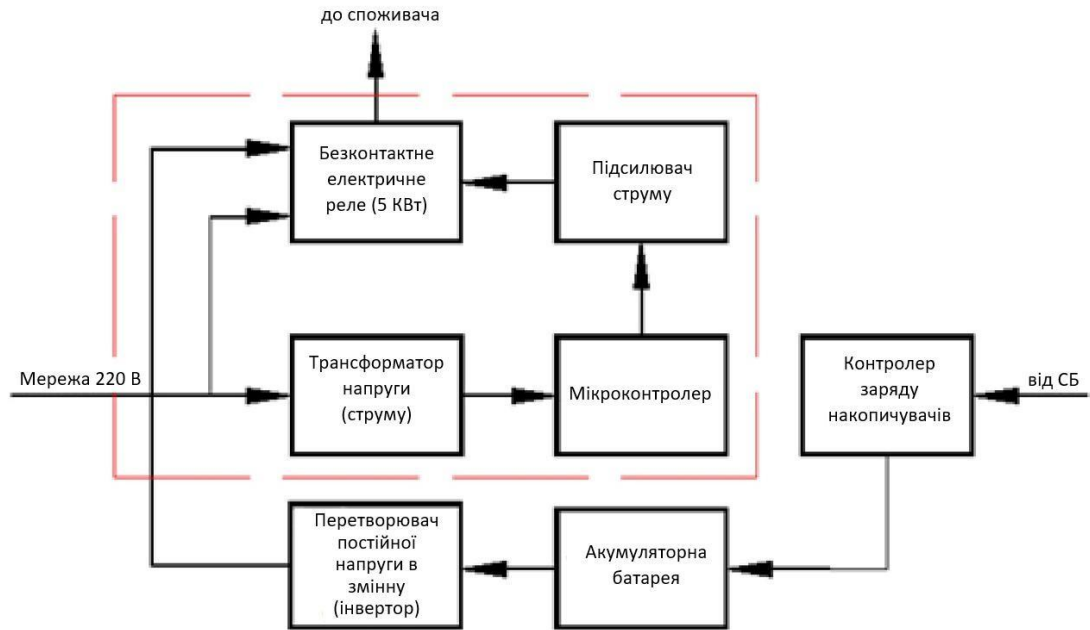 до споживача
Безконтактне
електричне
реле (5 КВт)
Підсилювач
струму
Мережа 220 В
Трансформатор
напруги
(струму)
Мікроконтролер
Контролер
заряду
накопичувачів
від СБ
Перетворювач
постійної
напруги в
змінну
(інвертор)
Акумуляторна
батарея